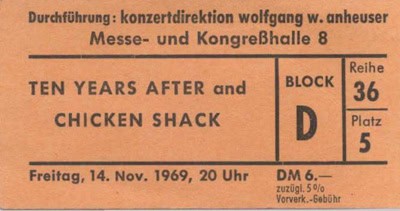 Durchführung: konzertdirektion wolfgang w. anheuser
Messe- und Kongreßhalle 8
TEN YEARS AFTER and
CHICKEN SHACK
BLOCK
D
Reihe
36
Platz
5
Freitag, 14. Nov. 1969, 20 Uhr
DM 6.—
zuzügl. 5%
Vorverk.-Gebühr